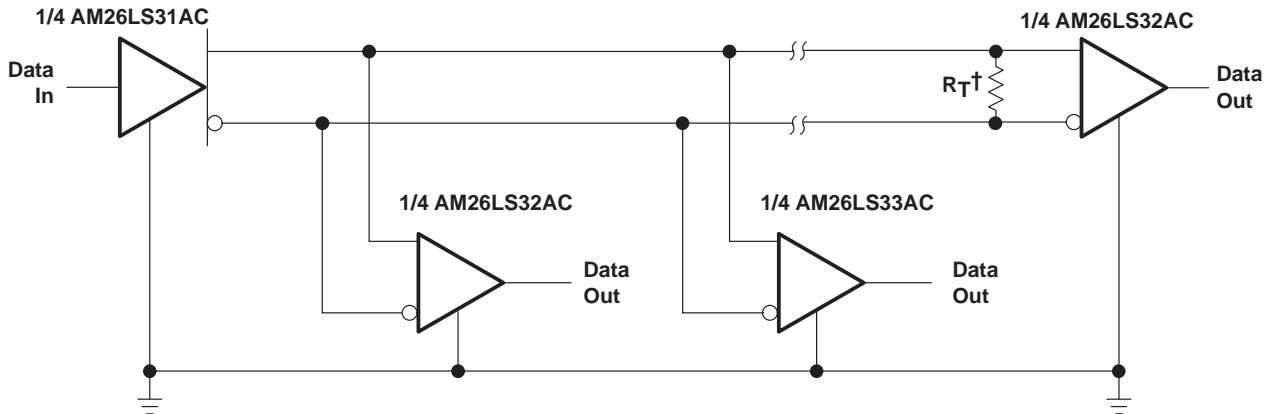 1/4 AM26LS31AC
1/4 AM26LS32AC
Data
In
RT†
Data
Out
1/4 AM26LS32AC
1/4 AM26LS33AC
Data
Out
Data
Out